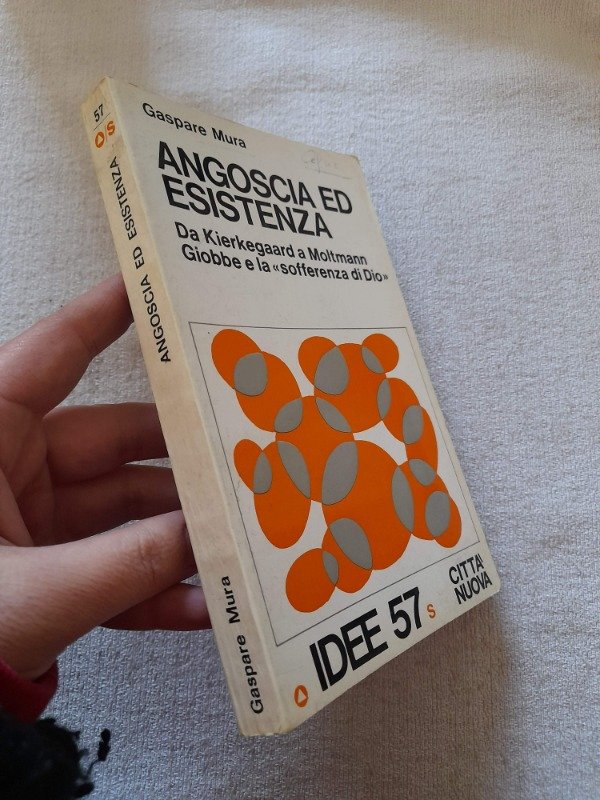 Gaspare Mura
ANGOSCIA ED
ESISTENZA
Da Kierkegaard a Moltmann
Giobbe e la «sofferenza di Dio»
IDEE 57 s
CITTA'
NUOVA
57
S
ANGOSCIA ED ESISTENZA
Gaspare Mura